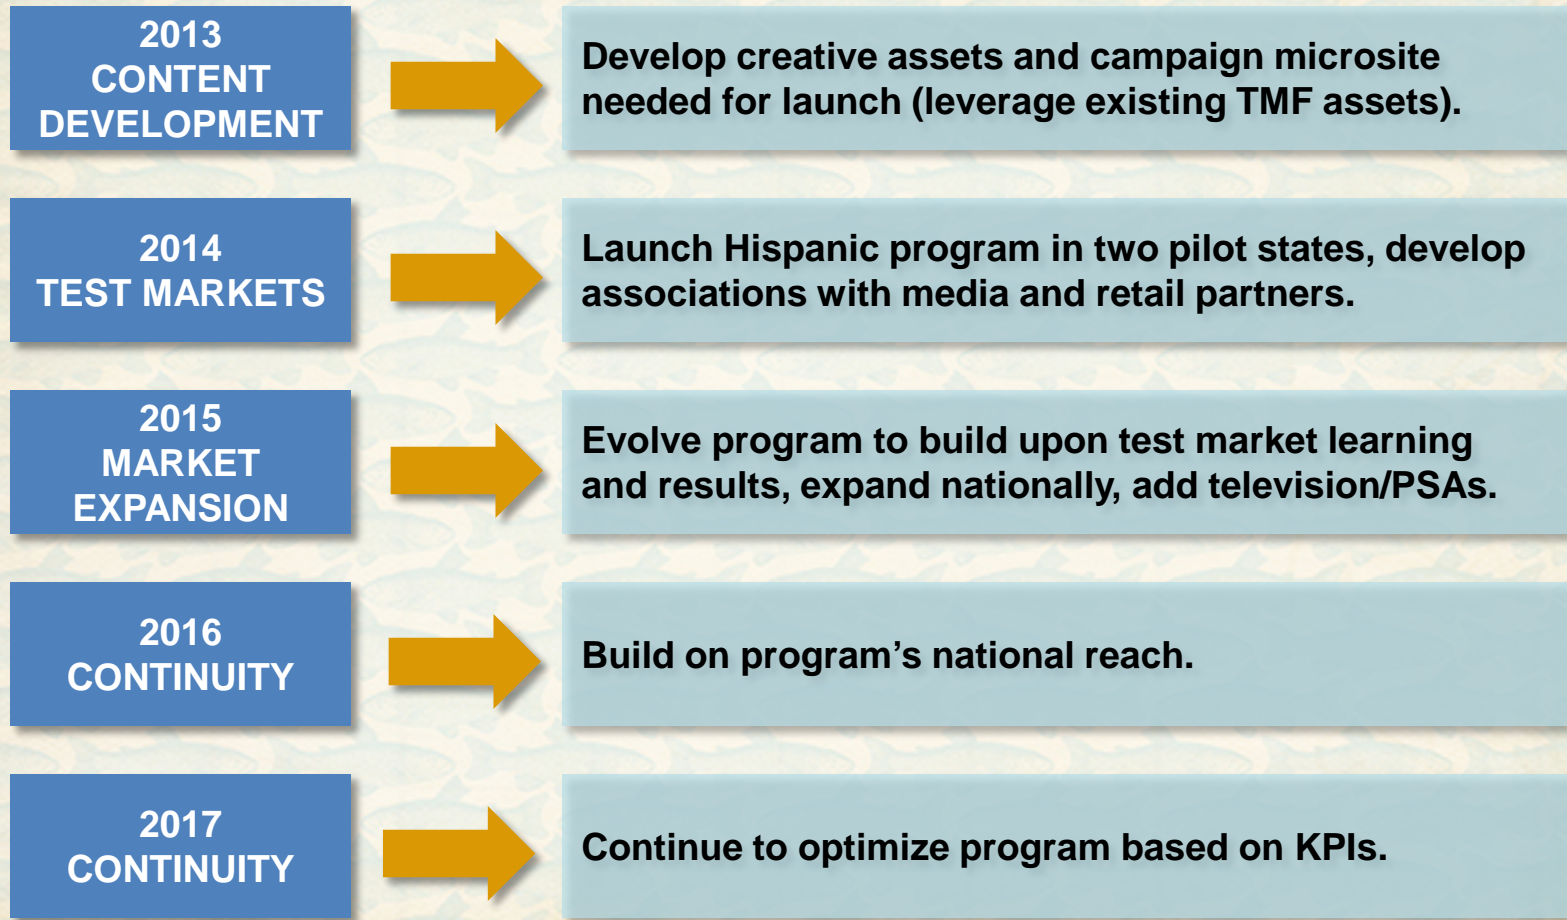 2013
CONTENT
DEVELOPMENT
Develop creative assets and campaign microsite
needed for launch (leverage existing TMF assets).
2014
TEST MARKETS
Launch Hispanic program in two pilot states, develop
associations with media and retail partners.
2015
MARKET
EXPANSION
Evolve program to build upon test market learning
and results, expand nationally, add television/PSAs.
2016
CONTINUITY
Build on program’s national reach.
2017
CONTINUITY
Continue to optimize program based on KPIs.